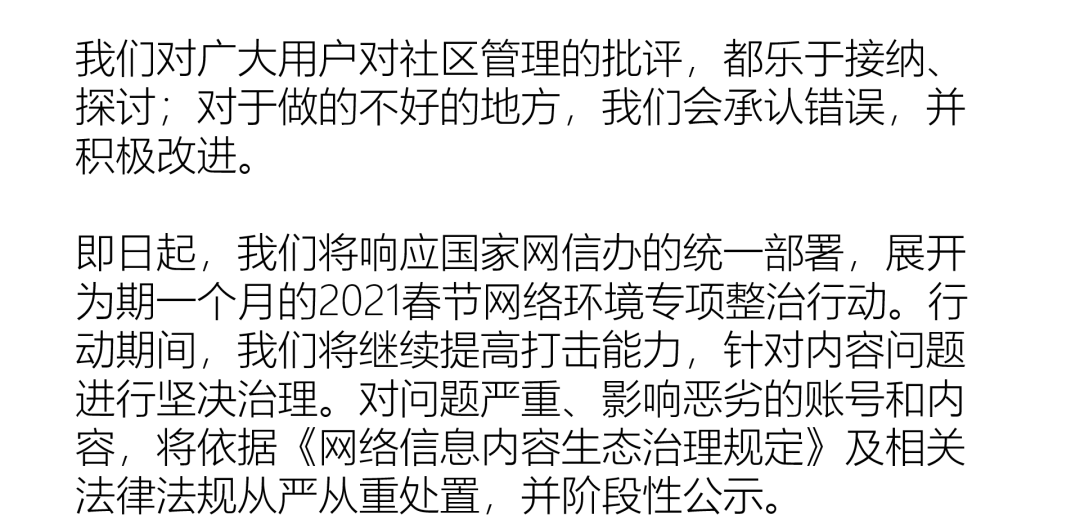 我们对广大用户对社区管理的批评，都乐于接纳、
探讨；对于做的不好的地方，我们会承认错误，并
积极改进。
即日起，我们将响应国家网信办的统一部署，展开
为期一个月的2021春节网络环境专项整治行动。行
动期间，我们将继续提高打击能力，针对内容问题
进行坚决治理。对问题严重、影响恶劣的账号和内
容，将依据《网络信息内容生态治理规定》及相关
法律法规从严从重处置，并阶段性公示。